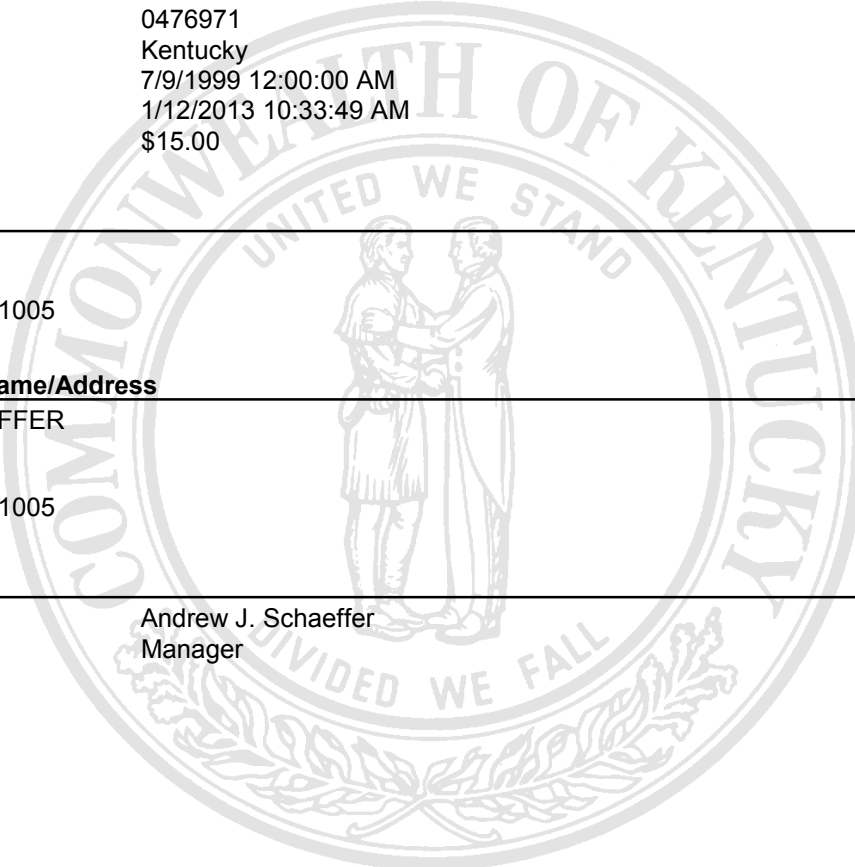 0476971
Kentucky
7/9/1999 12:00:00 AM
1/12/2013 10:33:49 AM
$15.00
COMMONWEALTH OF KENTUCKY
UNITED WE STAND
1005
ame/Address
FFER
1005
Andrew J. Schaeffer
Manager
DIVIDED WE FALL